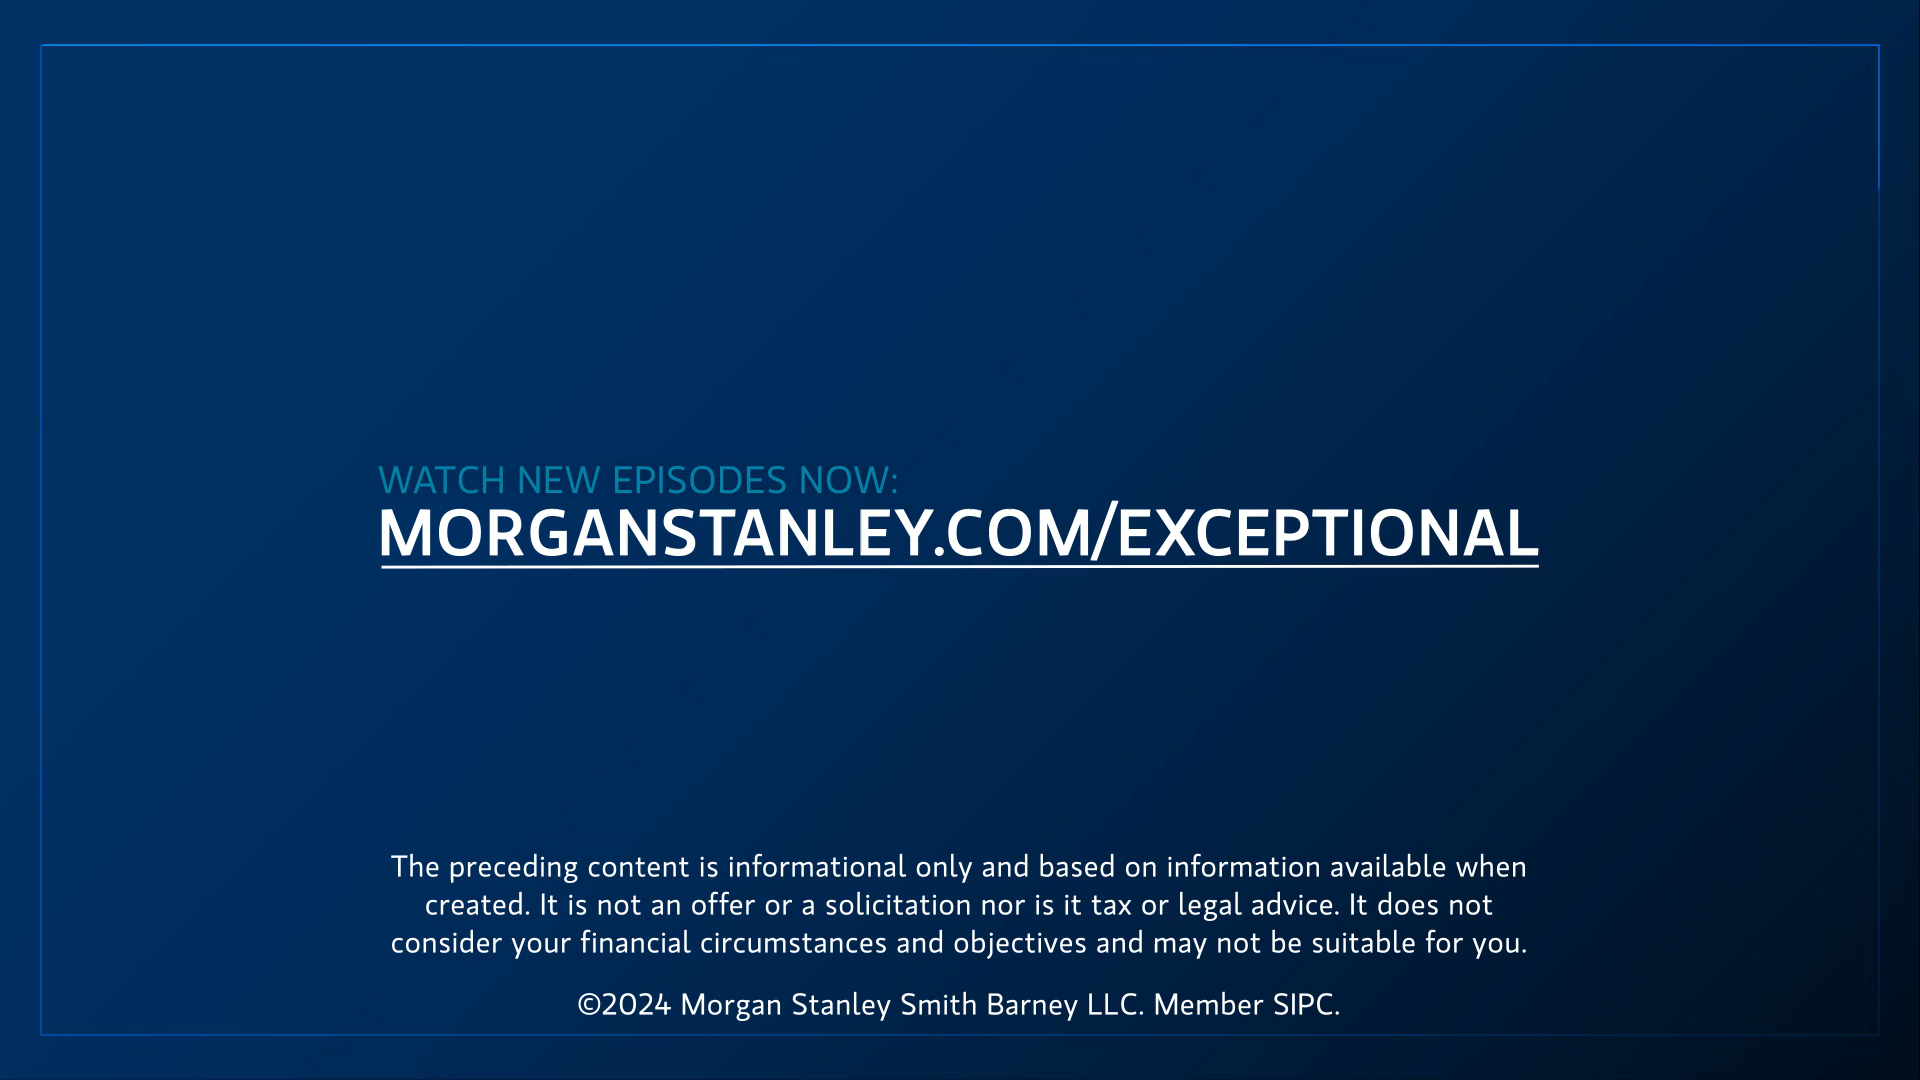 WATCH NEW EPISODES NOW:
MORGANSTANLEY.COM/EXCEPTIONAL
The preceding content is informational only and based on information available when
created. It is not an offer or a solicitation nor is it tax or legal advice. It does not
consider your financial circumstances and objectives and may not be suitable for you.
©2024 Morgan Stanley Smith Barney LLC. Member SIPC.